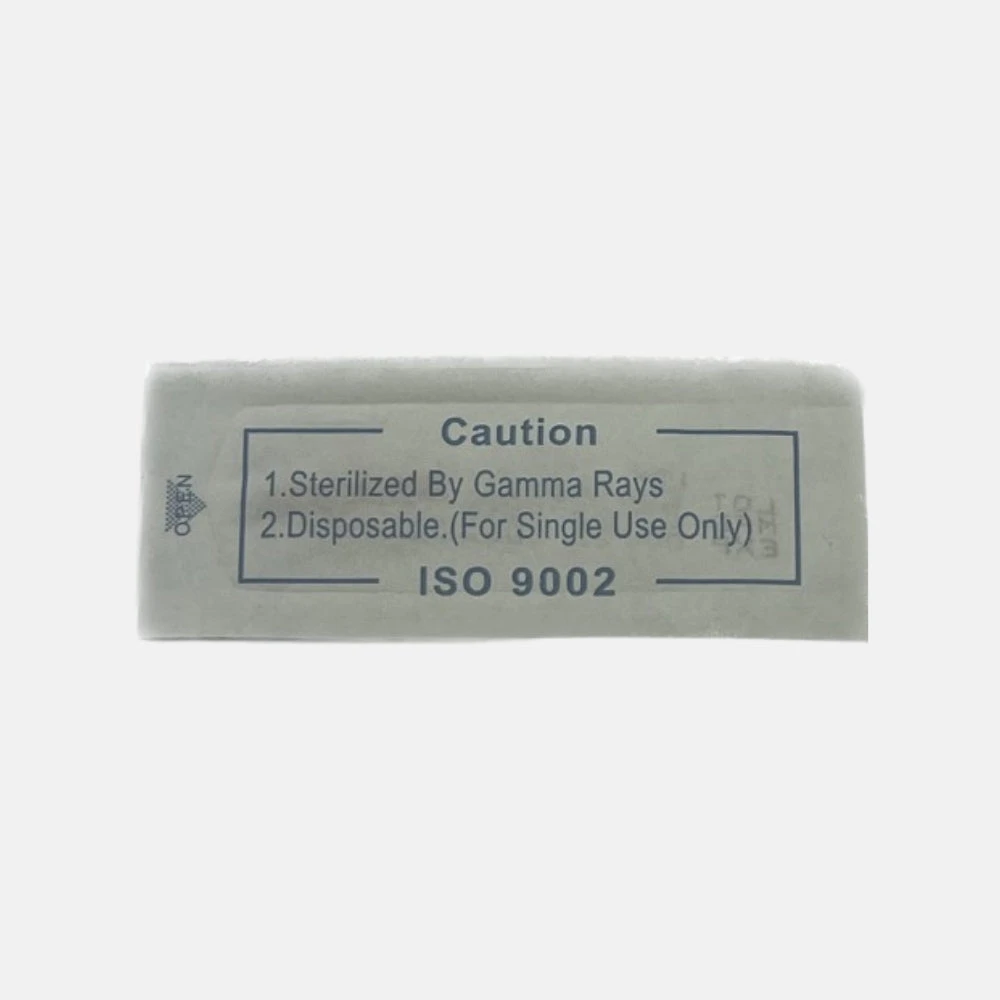 Caution
1.Sterilized By Gamma Rays
2.Disposable.(For Single Use Only)
ISO 9002
OPEN